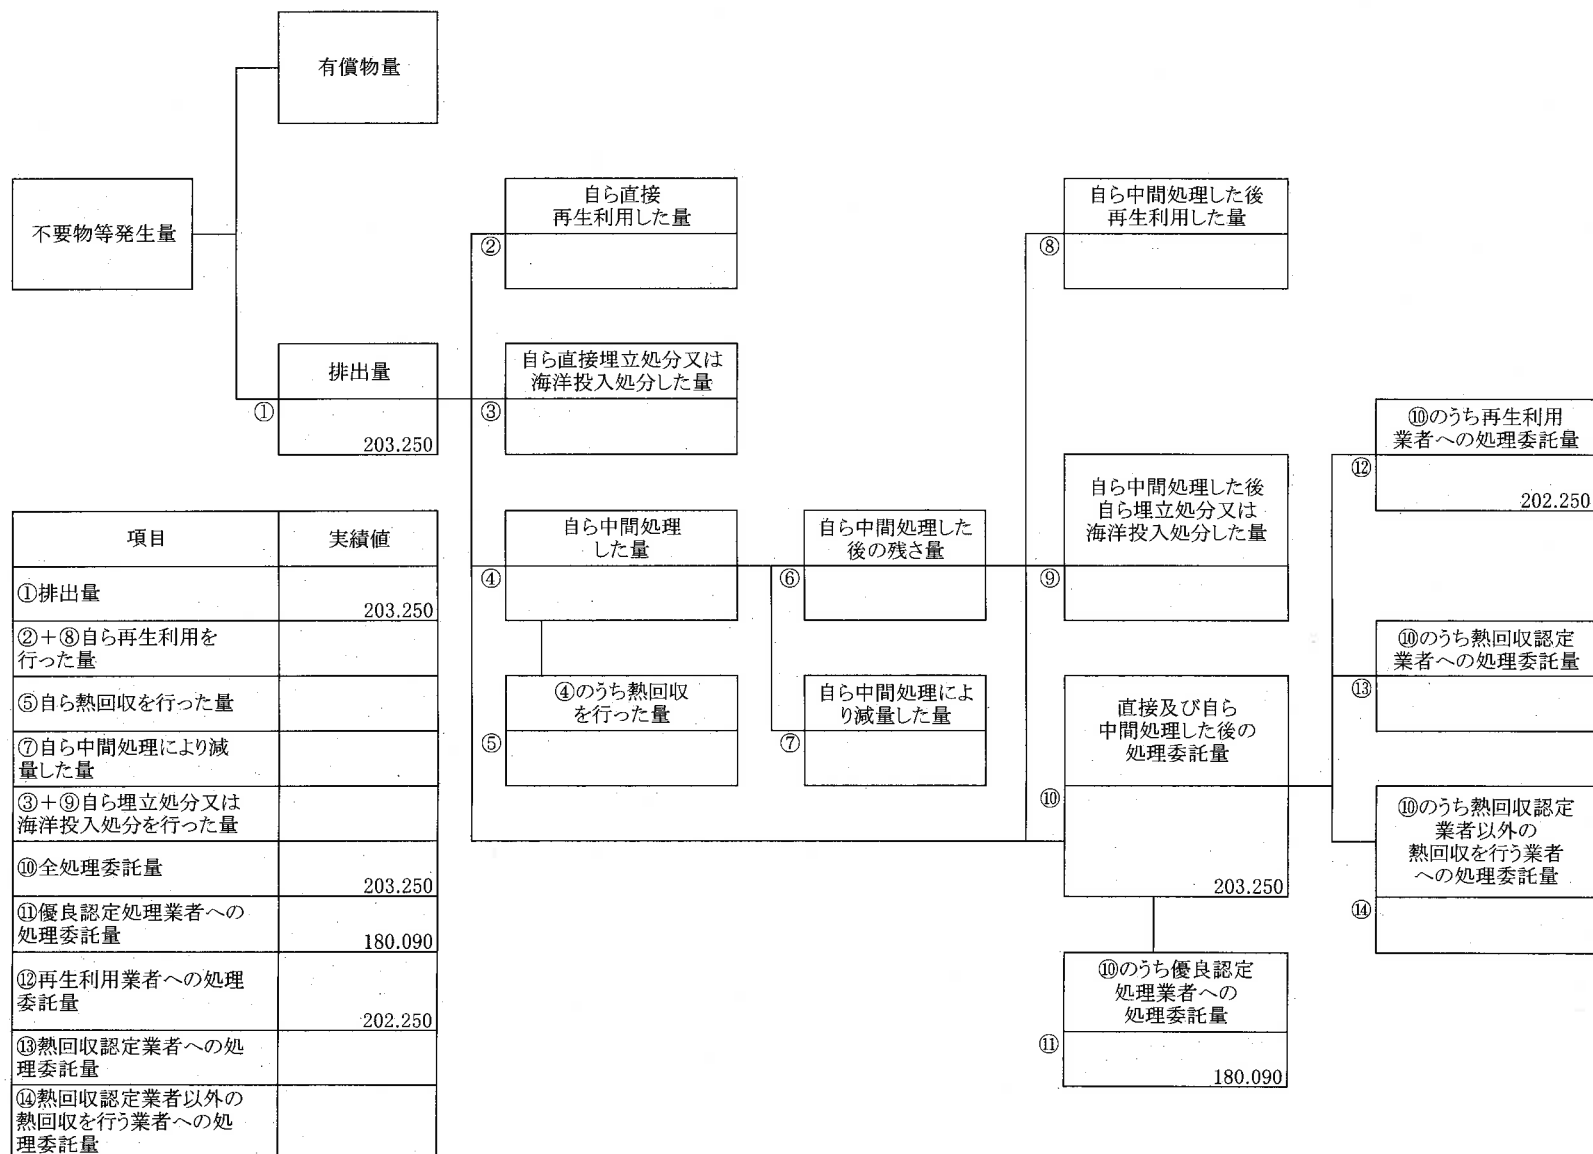 有償物量
不要物等発生量
排出量
①
203.250
自ら直接
再生利用した量
②
自ら直接埋立処分又は
海洋投入処分した量
③
自ら中間処理
した量
④
④のうち熱回収
を行った量
⑤
自ら中間処理した
後の残さ量
⑥
自ら中間処理によ
り減量した量
⑦
自ら中間処理した後
再生利用した量
⑧
自ら中間処理した後
自ら埋立処分又は
海洋投入処分した量
⑨
直接及び自ら
中間処理した後の
処理委託量
⑩
203.250
⑩のうち優良認定
処理業者への
処理委託量
⑪
180.090
⑩のうち再生利用
業者への処理委託量
⑫
202.250
⑩のうち熱回収認定
業者への処理委託量
⑬
⑩のうち熱回収認定
業者以外の
熱回収を行う業者
への処理委託量
⑭
項目 実績値
①排出量
203.250
②+⑧自ら再生利用を
行った量
⑤自ら熱回収を行った量
⑦自ら中間処理により減
量した量
③+⑨自ら埋立処分又は
海洋投入処分を行った量
⑩全処理委託量
203.250
⑪優良認定処理業者への
処理委託量
180.090
⑫再生利用業者への処理
委託量
202.250
⑬熱回収認定業者への処
理委託量
⑭熱回収認定業者以外の
熱回収を行う業者への処
理委託量